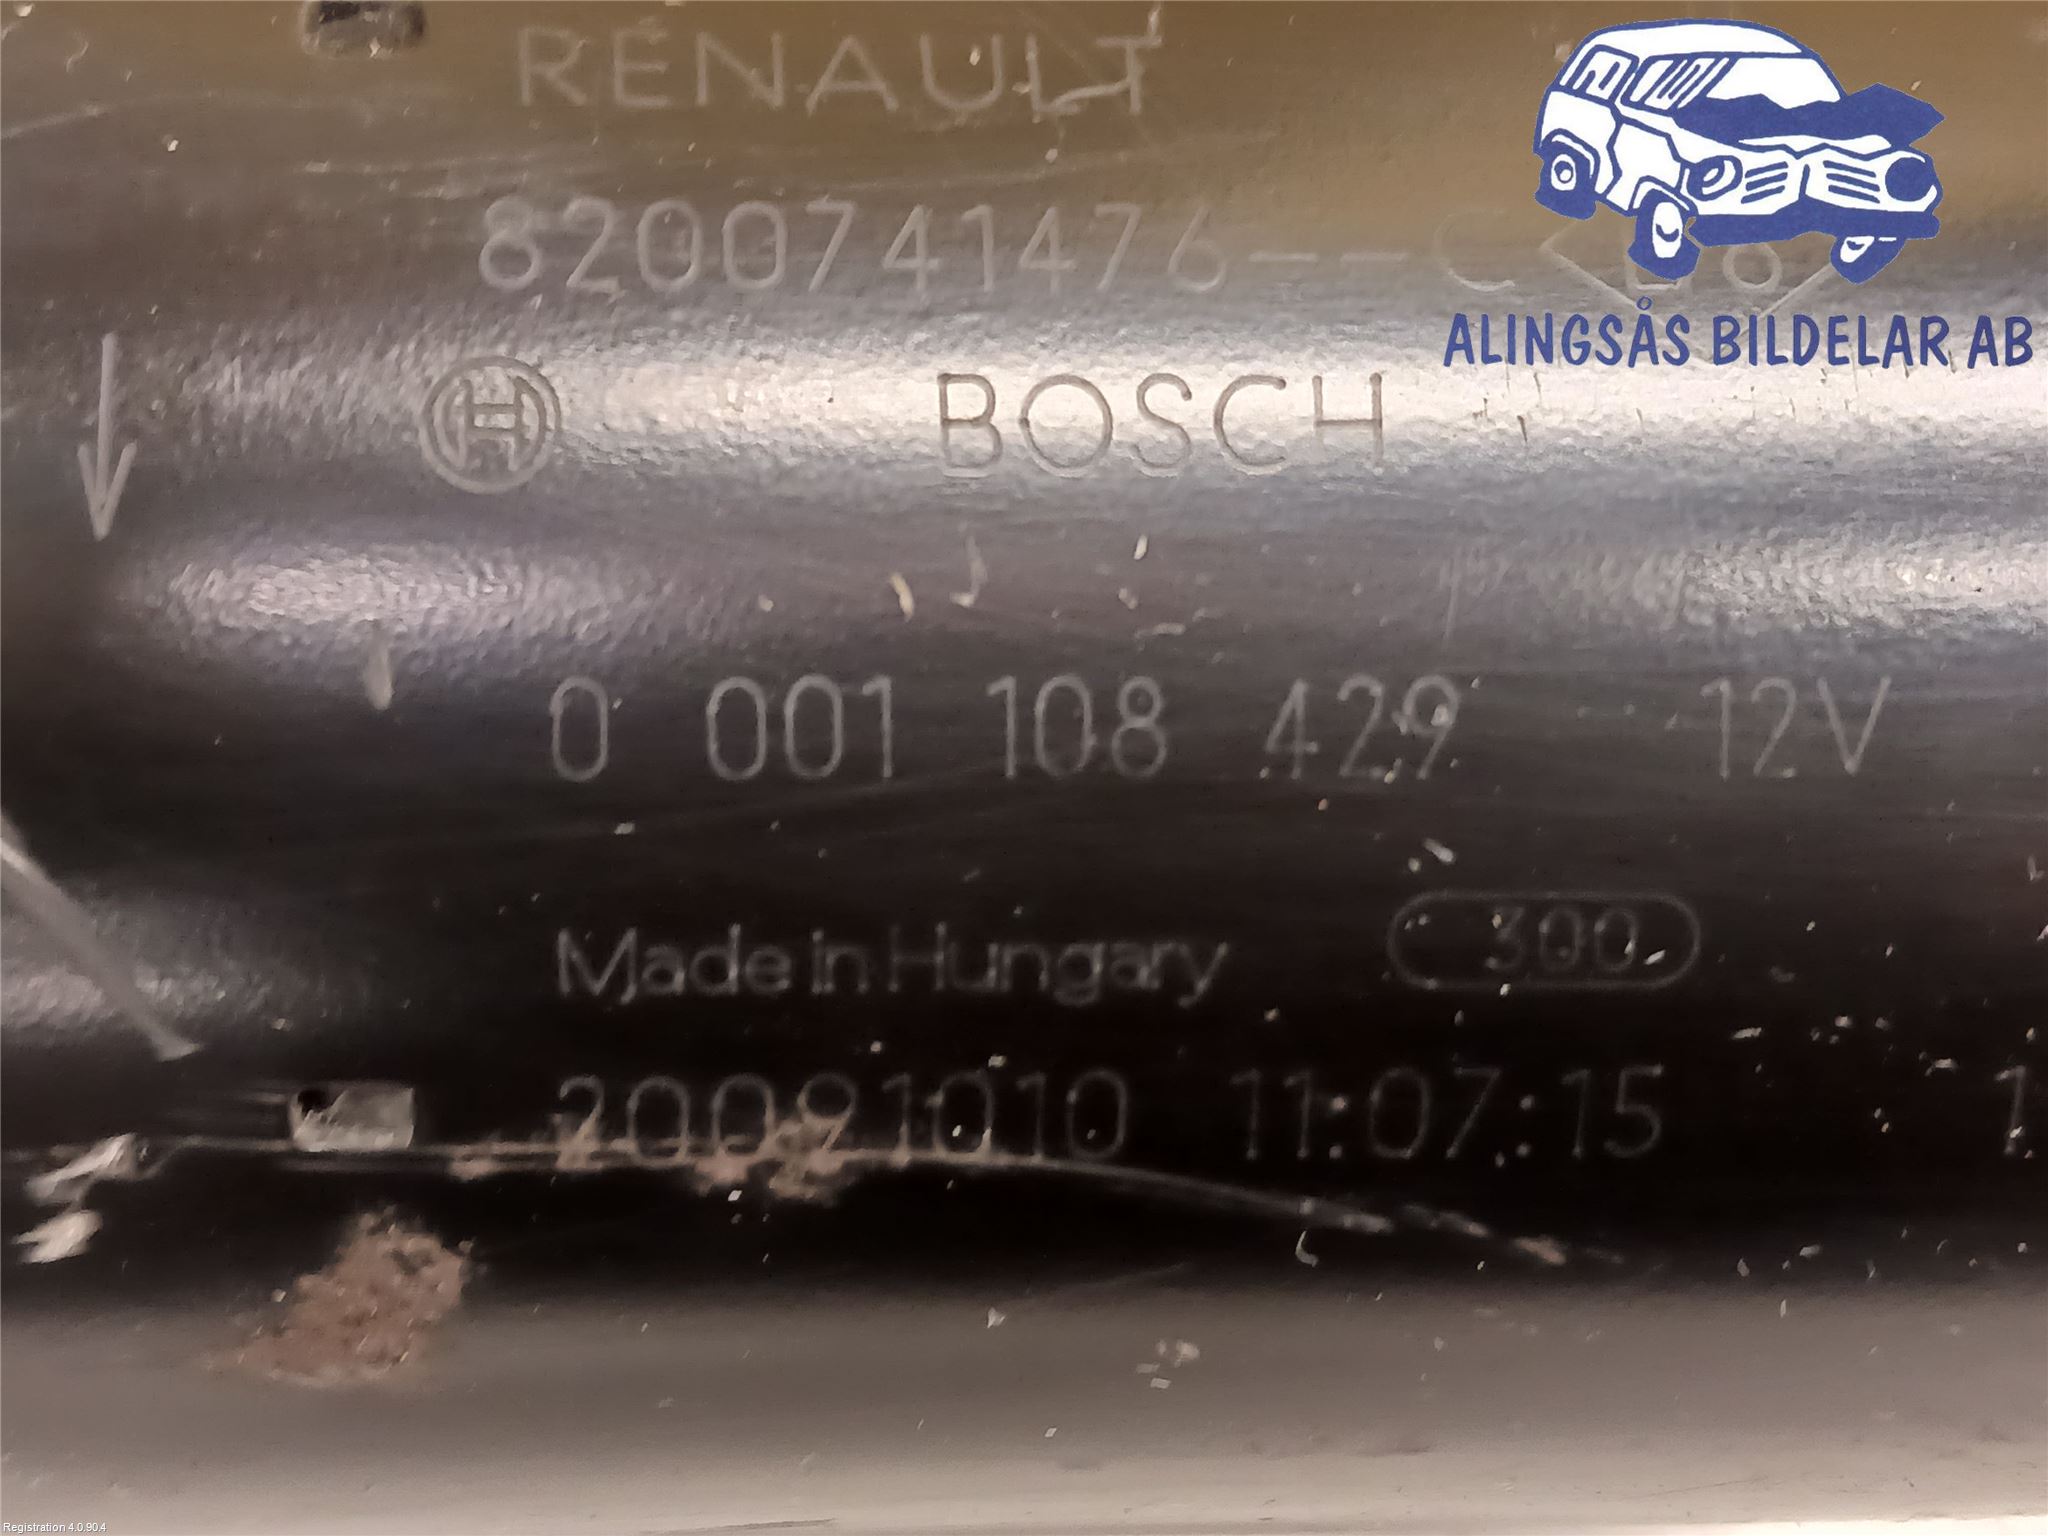 RENAULT
8200741476--C
ALINGSÅS BILDELAR AB
BOSCH
0 001 108 429 12V
Made in Hungary 300
20091010 11:07:15 1
Registration 4.0.90.4